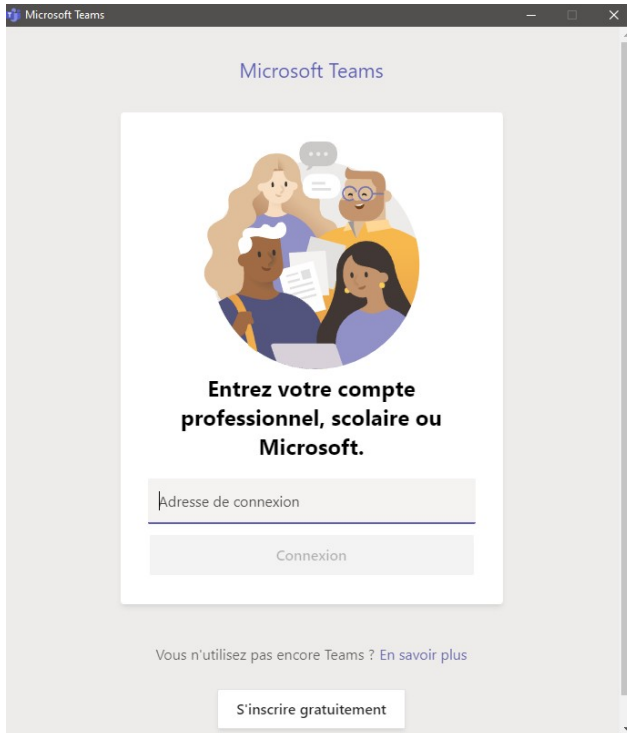 Microsoft Teams
Microsoft Teams
Entrez votre compte
professionnel, scolaire ou
Microsoft.
Adresse de connexion
Connexion
Vous n'utilisez pas encore Teams ? En savoir plus
S'inscrire gratuitement